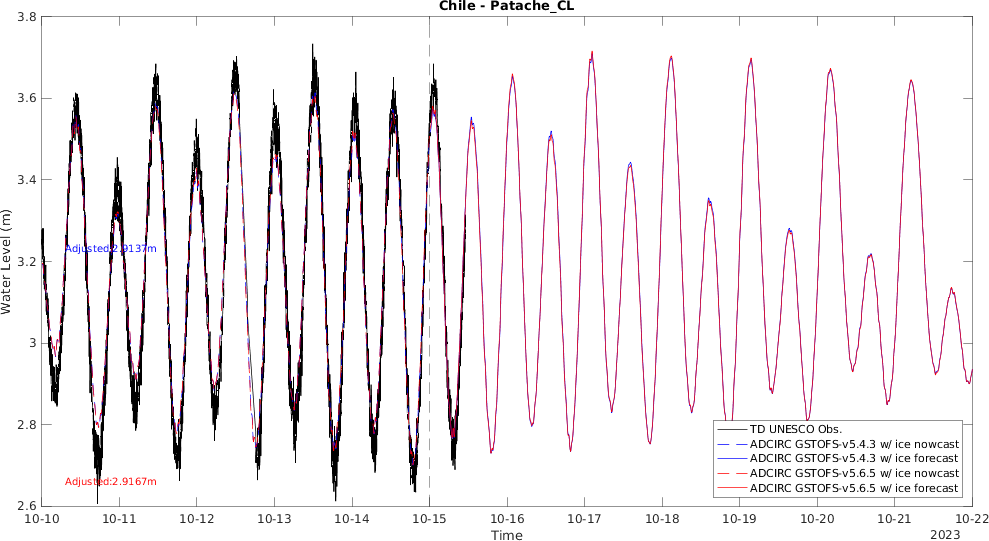 Chile - Patache_CL
Water Level (m)
3.8
3.6
3.4
3.2
3
2.8
2.6
Adjusted:2.9137m
Adjusted:2.9167m
TD UNESCO Obs.
ADCIRC GSTOFS-v5.4.3 w/ ice nowcast
ADCIRC GSTOFS-v5.4.3 w/ ice forecast
ADCIRC GSTOFS-v5.6.5 w/ ice nowcast
ADCIRC GSTOFS-v5.6.5 w/ ice forecast
10-10 10-11 10-12 10-13 10-14 10-15 10-16 10-17 10-18 10-19 10-20 10-21 10-22
Time
2023